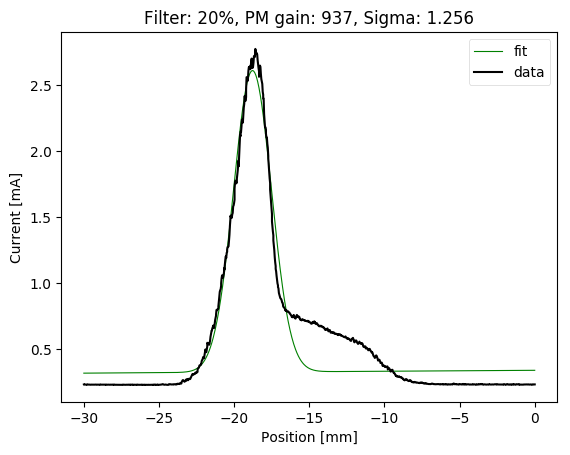 Filter: 20%, PM gain: 937, Sigma: 1.256
fit
data
2.5
2.0
1.5
1.0
0.5
Current [mA]
−30
−25
−20
−15
−10
−5
0
Position [mm]